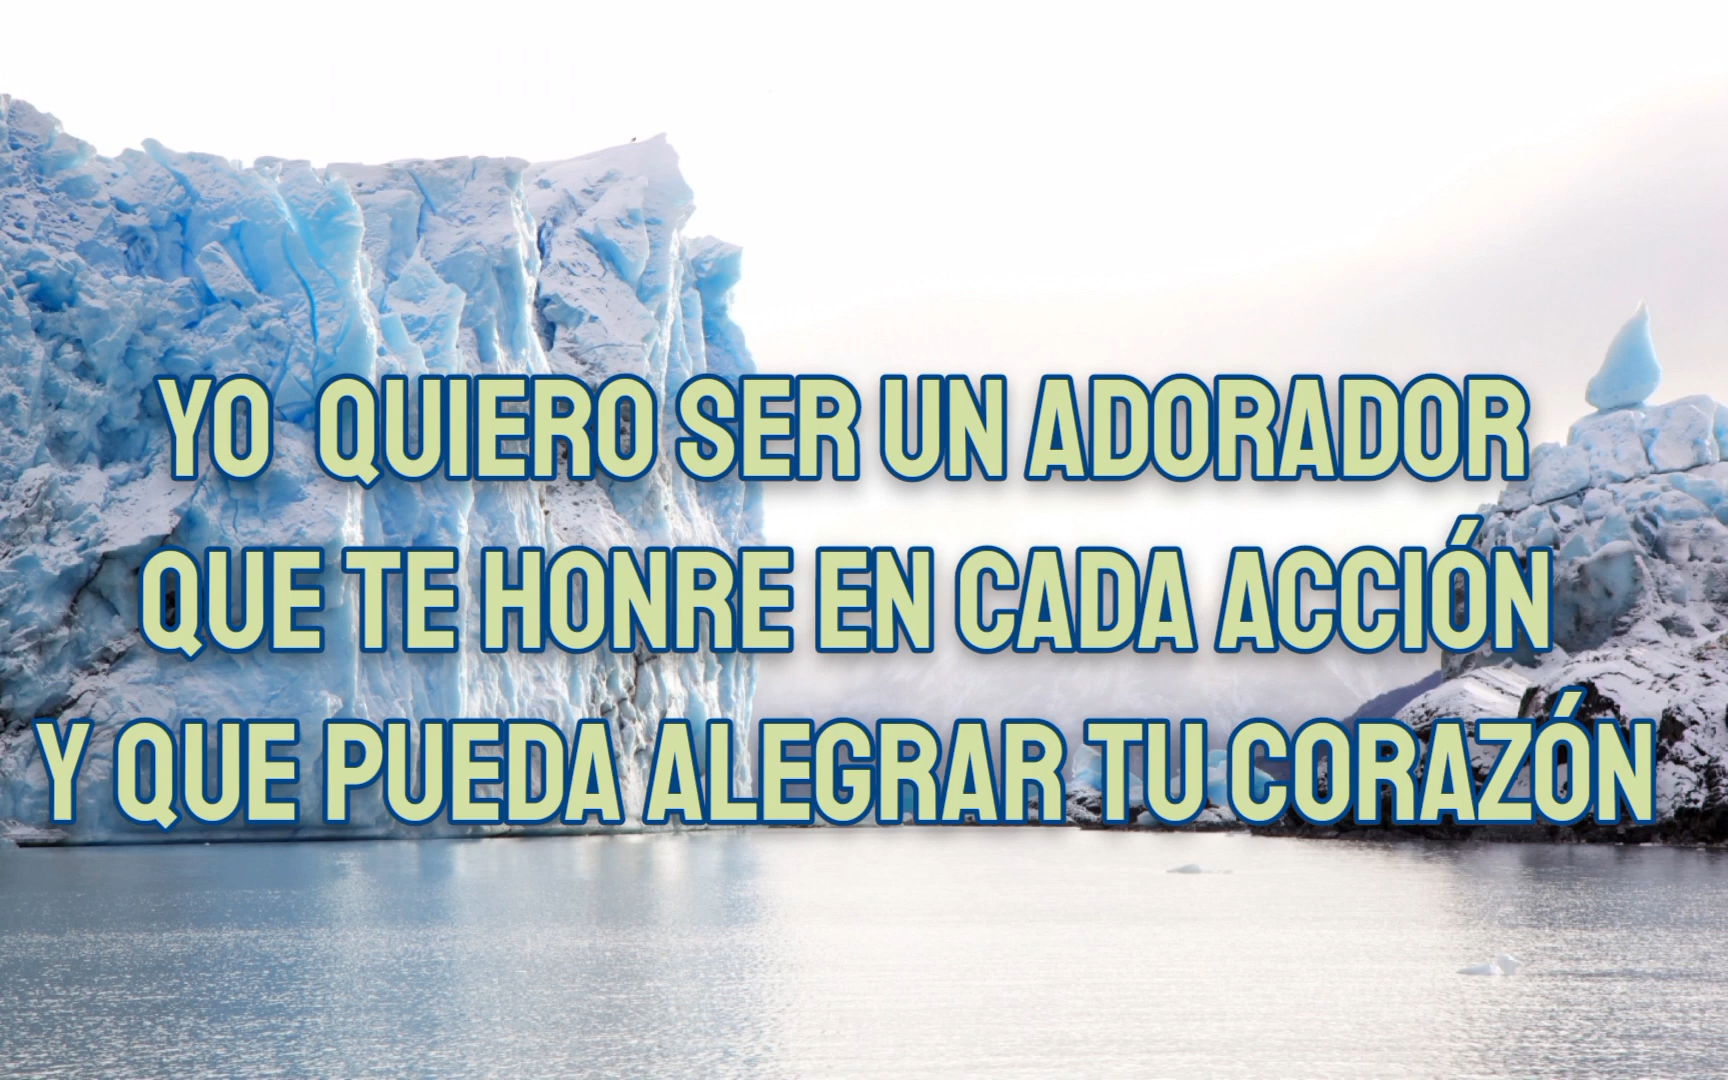 YO  QUIERO SER UN ADORADOR
QUE TE HONRE EN CADA ACCIÓN
Y QUE PUEDA ALEGRAR TU CORAZÓN